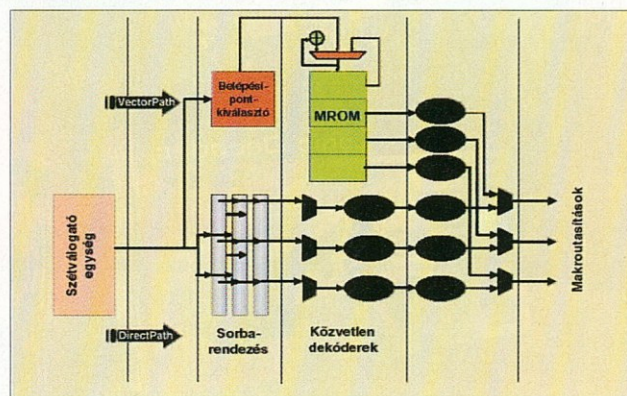 Belépési-
pont-
kiválasztó
VectorPath
MROM
Szétválogató
egység
Makroutasítások
DirectPath
Sorba-
rendezés
Közvetlen
dekóderek